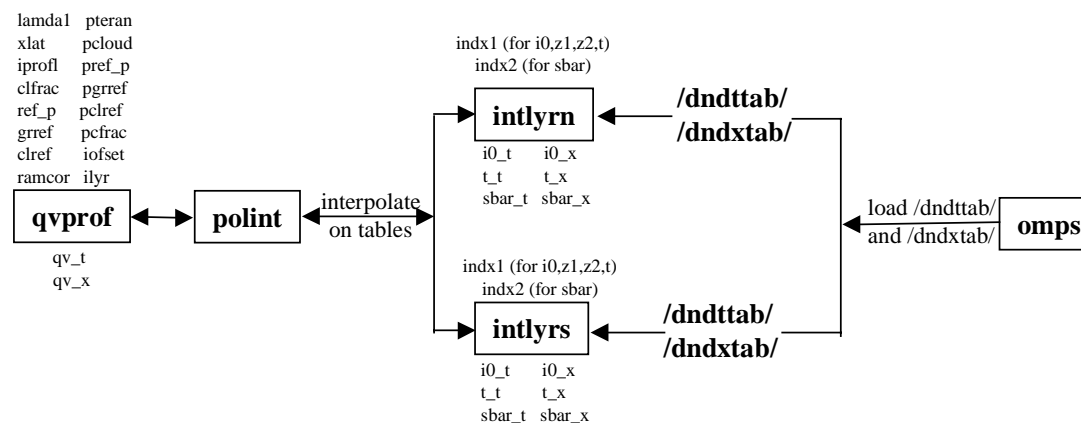 lamda1 pteran
xlat pcloud
iprofl pref_p
clfrac pgrref
ref_p pclref
grref pcfrac
clref iofset
ramcor ilyr
qvprof
qv_t
qv_x
polint
interpolate
on tables
indx1 (for i0,z1,z2,t)
indx2 (for sbar)
intlyrn
i0_t i0_x
t_t t_x
sbar_t sbar_x
/dndttab/
/dndxtab/
indx1 (for i0,z1,z2,t)
indx2 (for sbar)
intlyrs
i0_t i0_x
t_t t_x
sbar_t sbar_x
/dndttab/
/dndxtab/
load /dndttab/
and /dndxtab/
omps